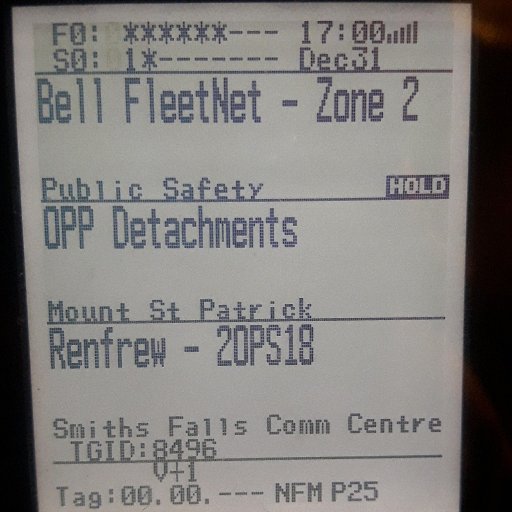 F0: ******--- 17:00
S0: 1*------- Dec31
Bell FleetNet - Zone 2
Public Safety HOLD
OPP Detachments
Mount St Patrick
Renfrew - 20PS18
Smiths Falls Comm Centre
TGID:8496
V+1
Tag:00.00.--- NFM P25